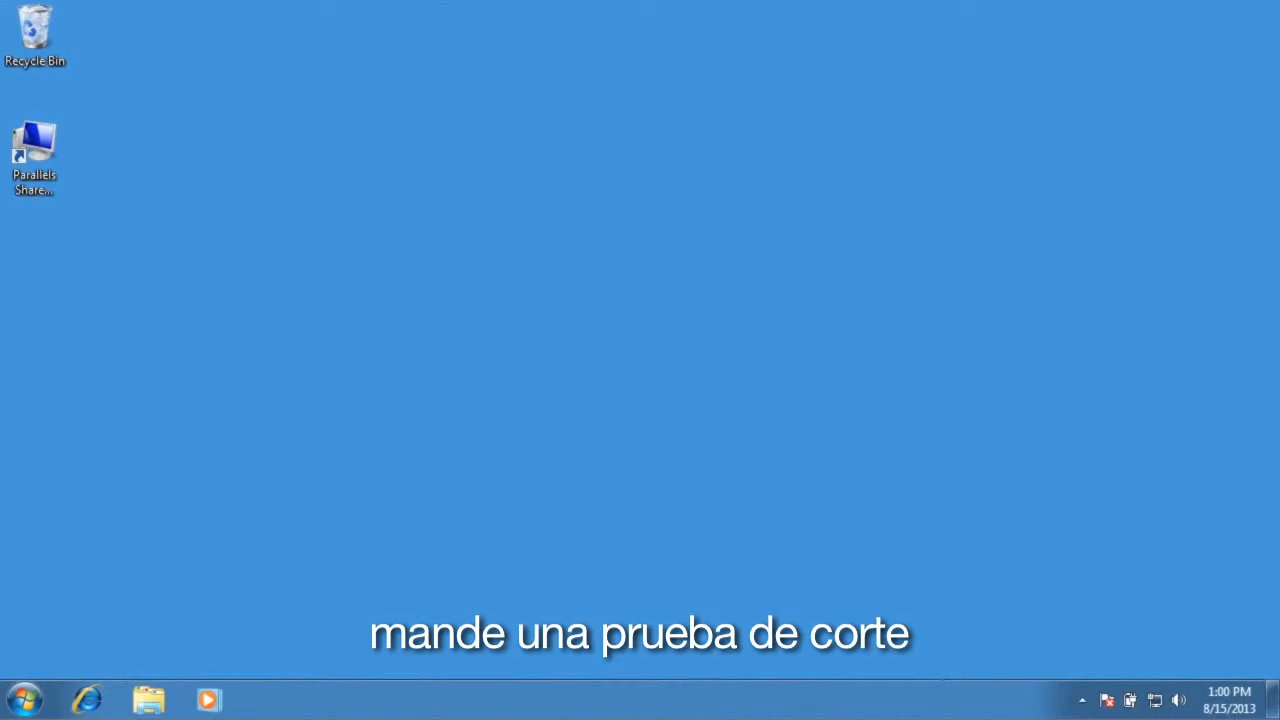 Recycle Bin
Parallels
Share...
mande una prueba de corte
1:00 PM
8/15/2013